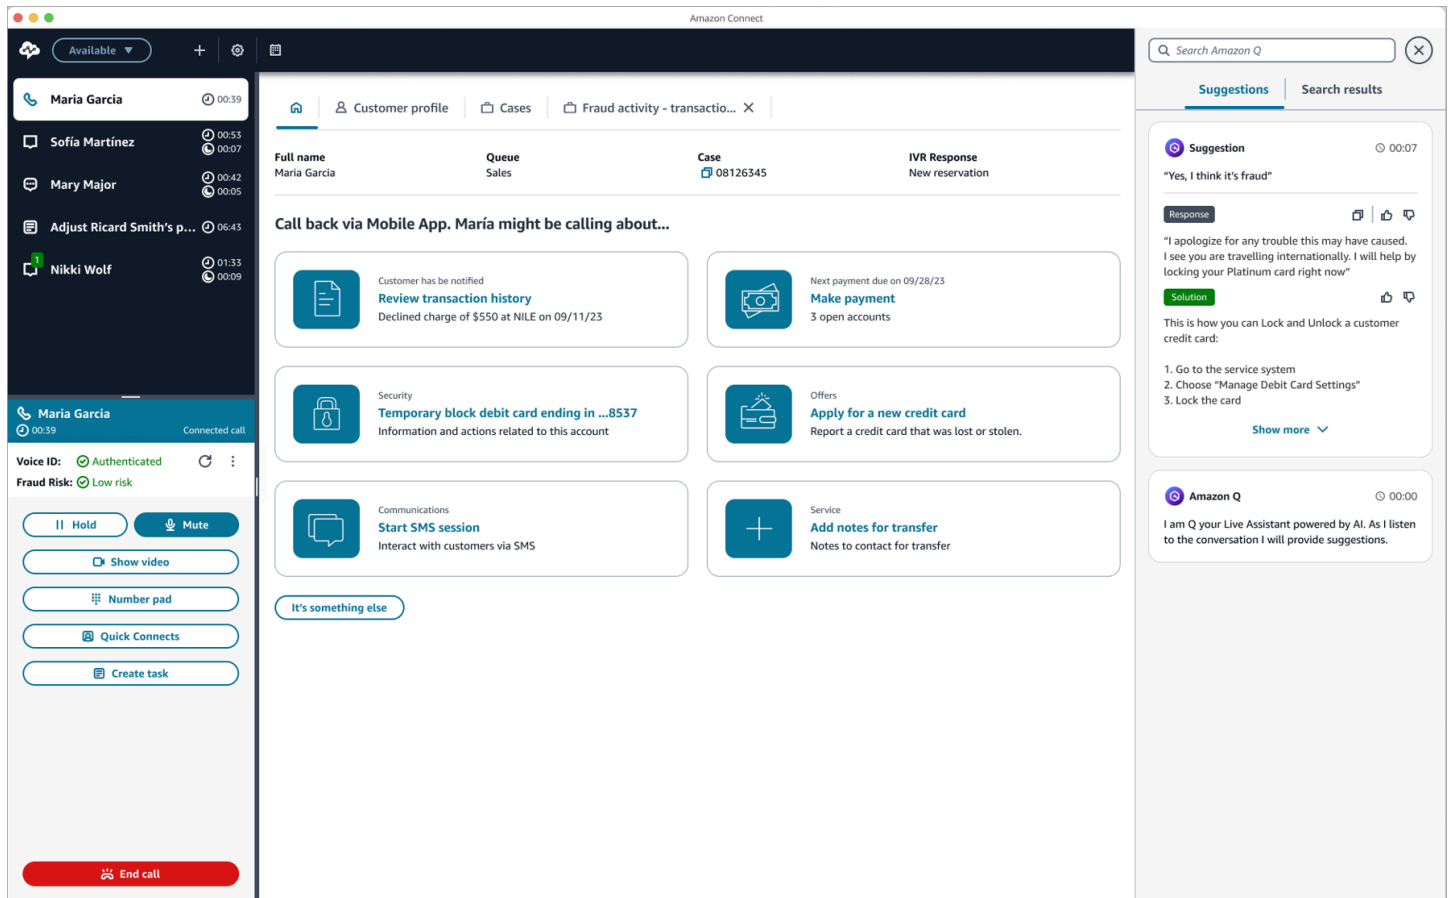 Amazon Connect
Available
Maria Garcia
00:39
Sofía Martínez
00:53
00:07
Mary Major
00:42
00:05
Adjust Ricard Smith's p...
06:43
1
Nikki Wolf
01:33
00:09
Maria Garcia
00:39
Connected call
Voice ID: Authenticated
Fraud Risk: Low risk
Hold
Mute
Show video
Number pad
Quick Connects
Create task
End call
Customer profile
Cases
Fraud activity - transactio...
Full name
Maria Garcia
Queue
Sales
Case
08126345
IVR Response
New reservation
Call back via Mobile App. María might be calling about...
Customer has be notified
Review transaction history
Declined charge of $550 at NILE on 09/11/23
Next payment due on 09/28/23
Make payment
3 open accounts
Security
Temporary block debit card ending in ...8537
Information and actions related to this account
Offers
Apply for a new credit card
Report a credit card that was lost or stolen.
Communications
Start SMS session
Interact with customers via SMS
Service
Add notes for transfer
Notes to contact for transfer
It's something else
Search Amazon Q
Suggestions
Search results
Suggestion
00:07
"Yes, I think it's fraud"
Response
"I apologize for any trouble this may have caused.
I see you are travelling internationally. I will help by
locking your Platinum card right now"
Solution
This is how you can Lock and Unlock a customer
credit card:
1. Go to the service system
2. Choose "Manage Debit Card Settings"
3. Lock the card
Show more
Amazon Q
00:00
I am Q your Live Assistant powered by AI. As I listen
to the conversation I will provide suggestions.